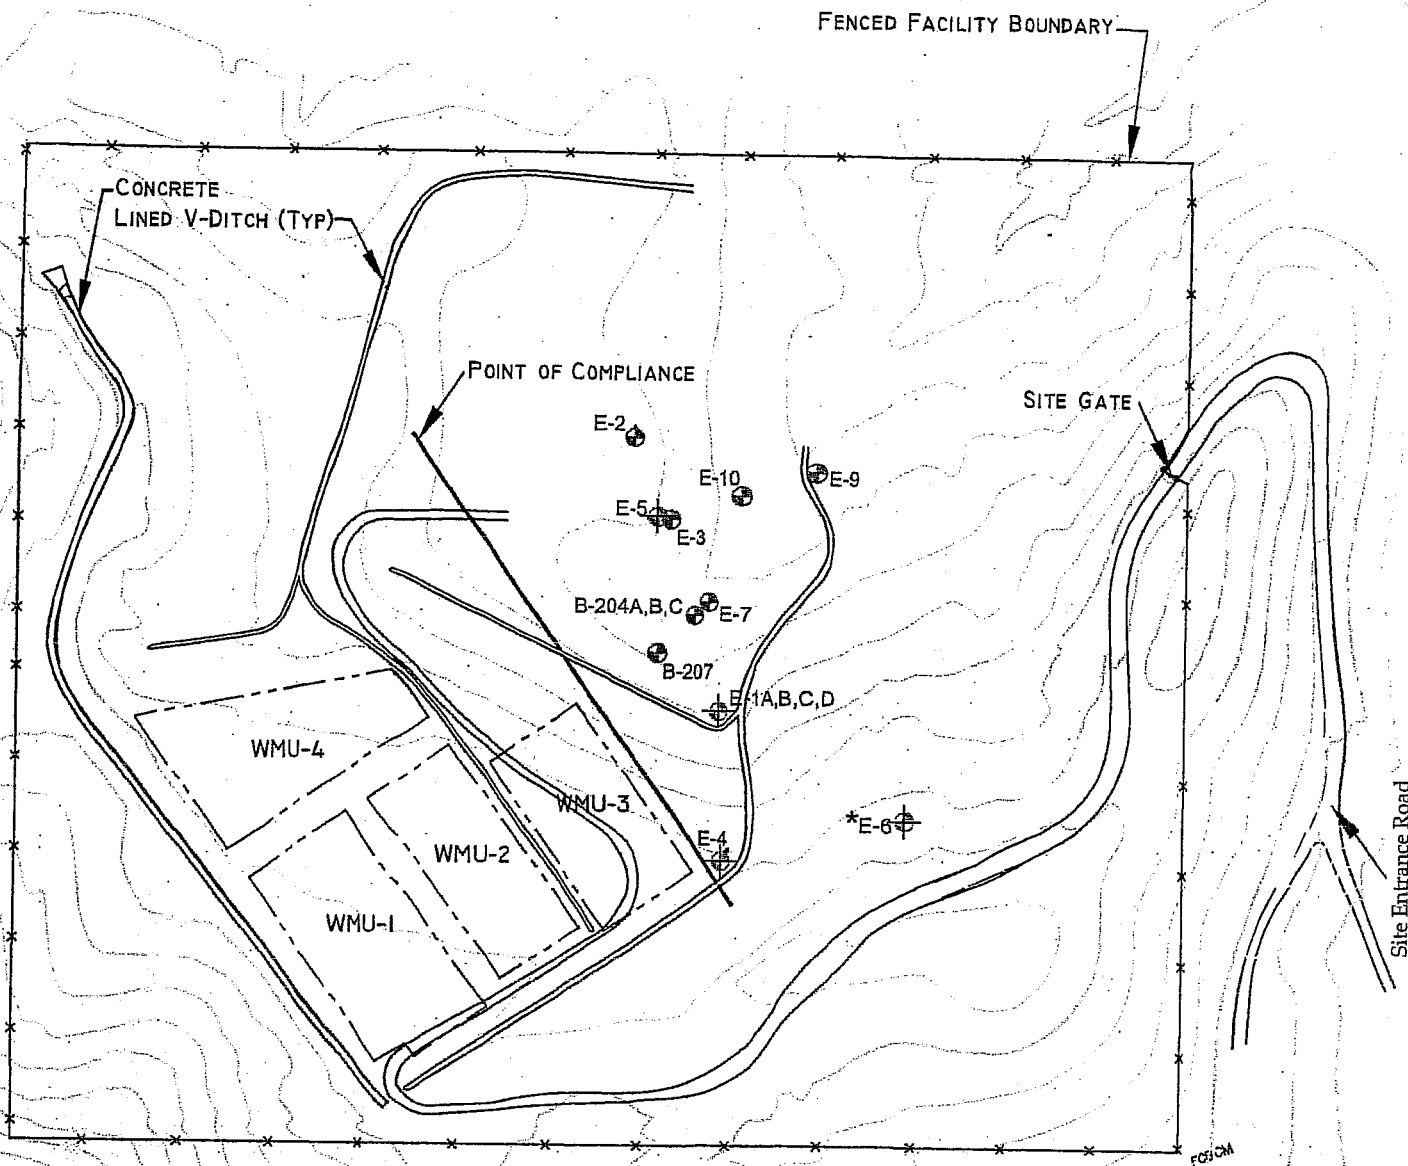 FENCED FACILITY BOUNDARY
CONCRETE
LINED V-DITCH (TYP)
POINT OF COMPLIANCE
SITE GATE
E-2
E-10
E-9
E-5
E-3
B-204A,B,C
E-7
B-207
E-1A,B,C,D
WMU-4
WMU-3
*E-6
E-4
WMU-2
WMU-1
Site Entrance Road